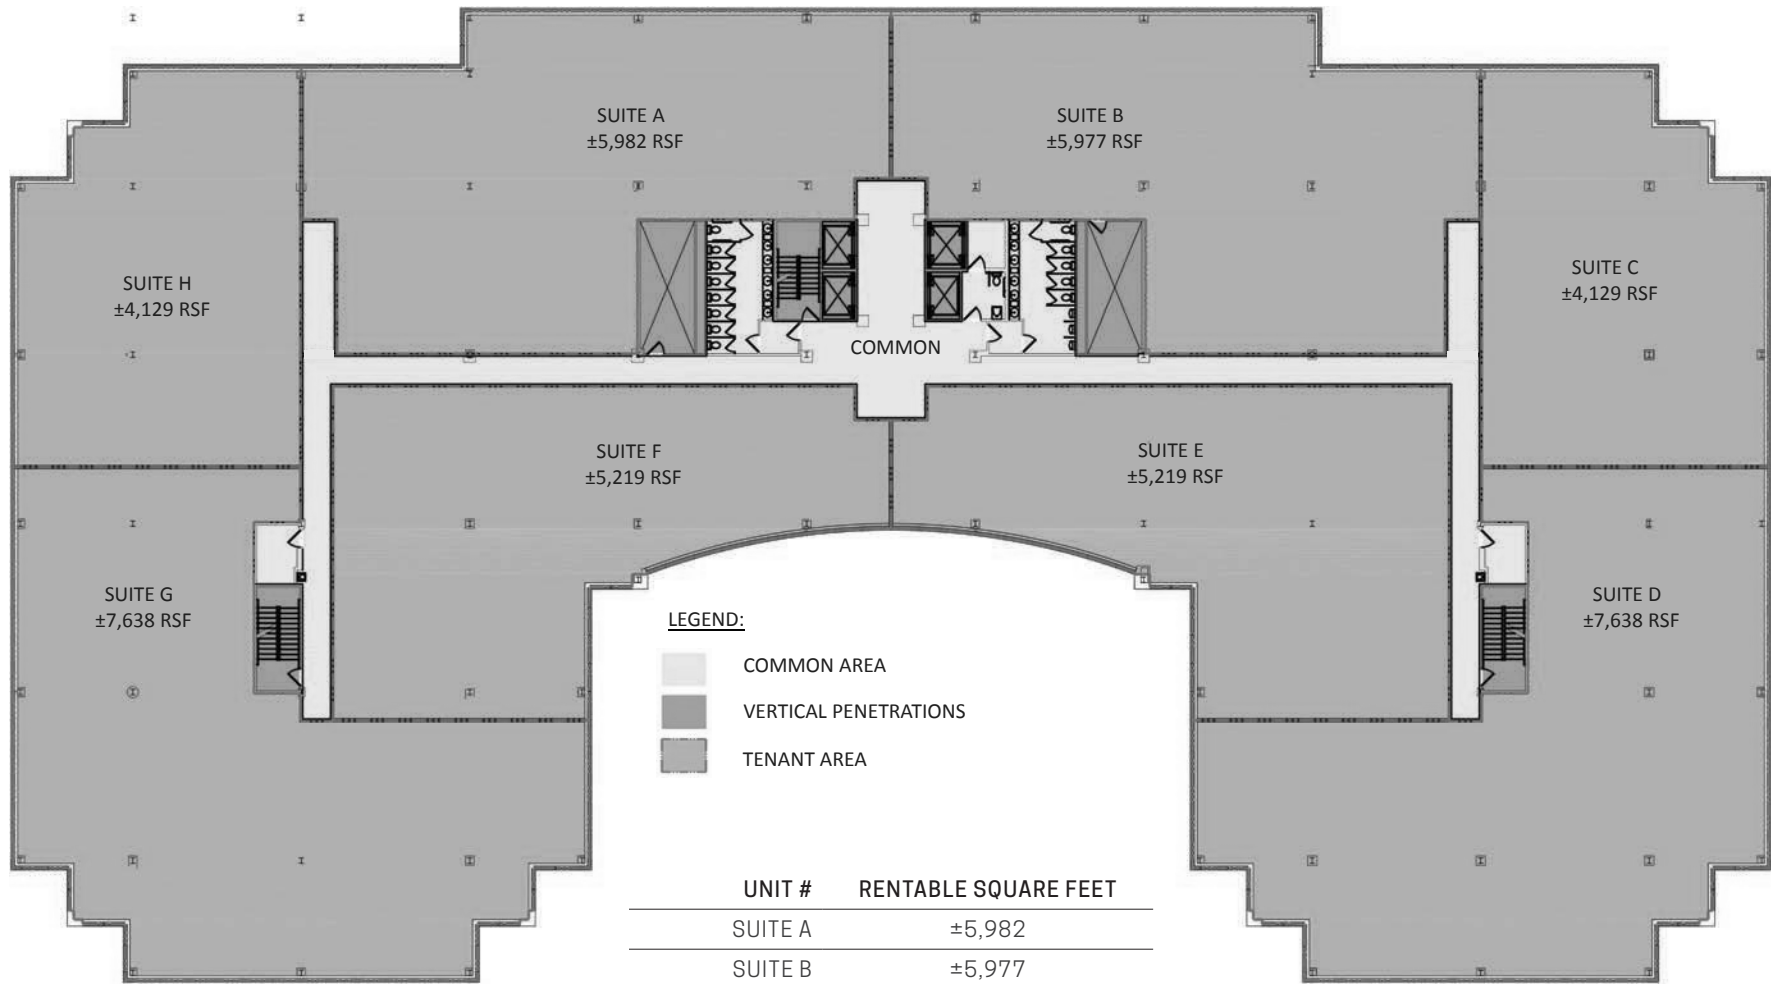 SUITE A
±5,982 RSF
SUITE B
±5,977 RSF
SUITE H
±4,129 RSF
SUITE C
±4,129 RSF
COMMON
SUITE F
±5,219 RSF
SUITE E
±5,219 RSF
SUITE G
±7,638 RSF
SUITE D
±7,638 RSF
LEGEND:
COMMON AREA
VERTICAL PENETRATIONS
TENANT AREA
UNIT # RENTABLE SQUARE FEET
SUITE A ±5,982
SUITE B ±5,977